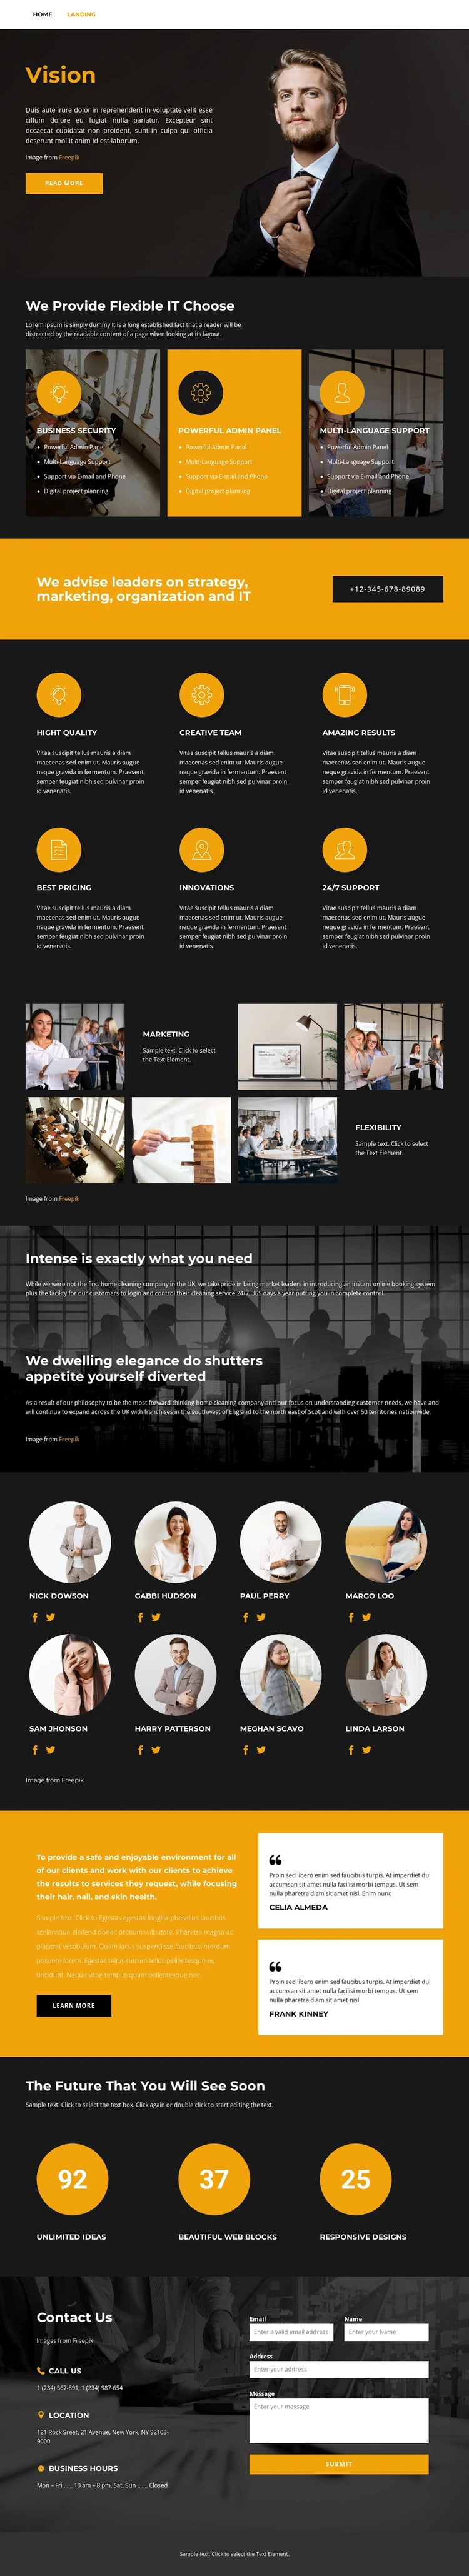 HOME LANDING
Vision
Duis aute irure dolor in reprehenderit in voluptate velit esse
cillum dolore eu fugiat nulla pariatur. Excepteur sint
occaecat cupidatat non proident, sunt in culpa qui officia
deserunt mollit anim id est laborum.
image from Freepik
READ MORE
We Provide Flexible IT Choose
Lorem Ipsum is simply dummy It is a long established fact that a reader will be
distracted by the readable content of a page when looking at its layout.
BUSINESS SECURITY
Powerful Admin Panel
Multi-Language Support
Support via E-mail and Phone
Digital project planning
POWERFUL ADMIN PANEL
Powerful Admin Panel
Multi-Language Support
Support via E-mail and Phone
Digital project planning
MULTI-LANGUAGE SUPPORT
Powerful Admin Panel
Multi-Language Support
Support via E-mail and Phone
Digital project planning
We advise leaders on strategy,
marketing, organization and IT
+12-345-678-89089
HIGHT QUALITY
Vitae suscipit tellus mauris a diam
maecenas sed enim ut. Mauris augue
neque gravida in fermentum. Praesent
semper feugiat nibh sed pulvinar proin
id venenatis.
CREATIVE TEAM
Vitae suscipit tellus mauris a diam
maecenas sed enim ut. Mauris augue
neque gravida in fermentum. Praesent
semper feugiat nibh sed pulvinar proin
id venenatis.
AMAZING RESULTS
Vitae suscipit tellus mauris a diam
maecenas sed enim ut. Mauris augue
neque gravida in fermentum. Praesent
semper feugiat nibh sed pulvinar proin
id venenatis.
BEST PRICING
Vitae suscipit tellus mauris a diam
maecenas sed enim ut. Mauris augue
neque gravida in fermentum. Praesent
semper feugiat nibh sed pulvinar proin
id venenatis.
INNOVATIONS
Vitae suscipit tellus mauris a diam
maecenas sed enim ut. Mauris augue
neque gravida in fermentum. Praesent
semper feugiat nibh sed pulvinar proin
id venenatis.
24/7 SUPPORT
Vitae suscipit tellus mauris a diam
maecenas sed enim ut. Mauris augue
neque gravida in fermentum. Praesent
semper feugiat nibh sed pulvinar proin
id venenatis.
MARKETING
Sample text. Click to select
the Text Element.
FLEXIBILITY
Sample text. Click to select
the Text Element.
Image from Freepik
Intense is exactly what you need
While we were not the first home cleaning company in the UK, we take pride in being market leaders in introducing an instant online booking system
plus the facility for our customers to login and control their cleaning service 24/7, 365 days a year putting you in complete control.
We dwelling elegance do shutters
appetite yourself diverted
As a result of our philosophy to be the most forward thinking home cleaning company and our focus on understanding customer needs, we have and
will continue to expand across the UK with franchises in the southwest of England to the north east of Scotland with over 50 territories nationwide.
Image from Freepik
NICK DOWSON
GABBI HUDSON
PAUL PERRY
MARGO LOO
SAM JHONSON
HARRY PATTERSON
MEGHAN SCAVO
LINDA LARSON
Image from Freepik
To provide a safe and enjoyable environment for all
of our clients and work with our clients to achieve
the results to services they request, while focusing
their hair, nail, and skin health.
Sample text. Click to Egestas egestas fringilla phasellus faucibus
scelerisque eleifend donec pretium vulputate. Pharetra magna ac
placerat vestibulum. Quam lacus suspendisse faucibus interdum
posuere lorem. Egestas tellus rutrum tellus pellentesque eu
tincidunt. Neque vitae tempus quam pellentesque nec.
LEARN MORE
Proin sed libero enim sed faucibus turpis. At imperdiet dui
accumsan sit amet nulla facilisi morbi tempus. Ut sem
nulla pharetra diam sit amet nisl. Enim nunc
CELIA ALMEDA
Proin sed libero enim sed faucibus turpis. At imperdiet dui
accumsan sit amet nulla facilisi morbi tempus. Ut sem
nulla pharetra diam sit amet nisl.
FRANK KINNEY
The Future That You Will See Soon
Sample text. Click to select the text box. Click again or double click to start editing the text.
92
UNLIMITED IDEAS
37
BEAUTIFUL WEB BLOCKS
25
RESPONSIVE DESIGNS
Contact Us
Images from Freepik
CALL US
1 (234) 567-891, 1 (234) 987-654
LOCATION
121 Rock Sreet, 21 Avenue, New York, NY 92103-
9000
BUSINESS HOURS
Mon – Fri ...... 10 am – 8 pm, Sat, Sun ....... Closed
Email
Enter a valid email address
Name
Enter your Name
Address
Enter your address
Message
Enter your message
SUBMIT
Sample text. Click to select the Text Element.